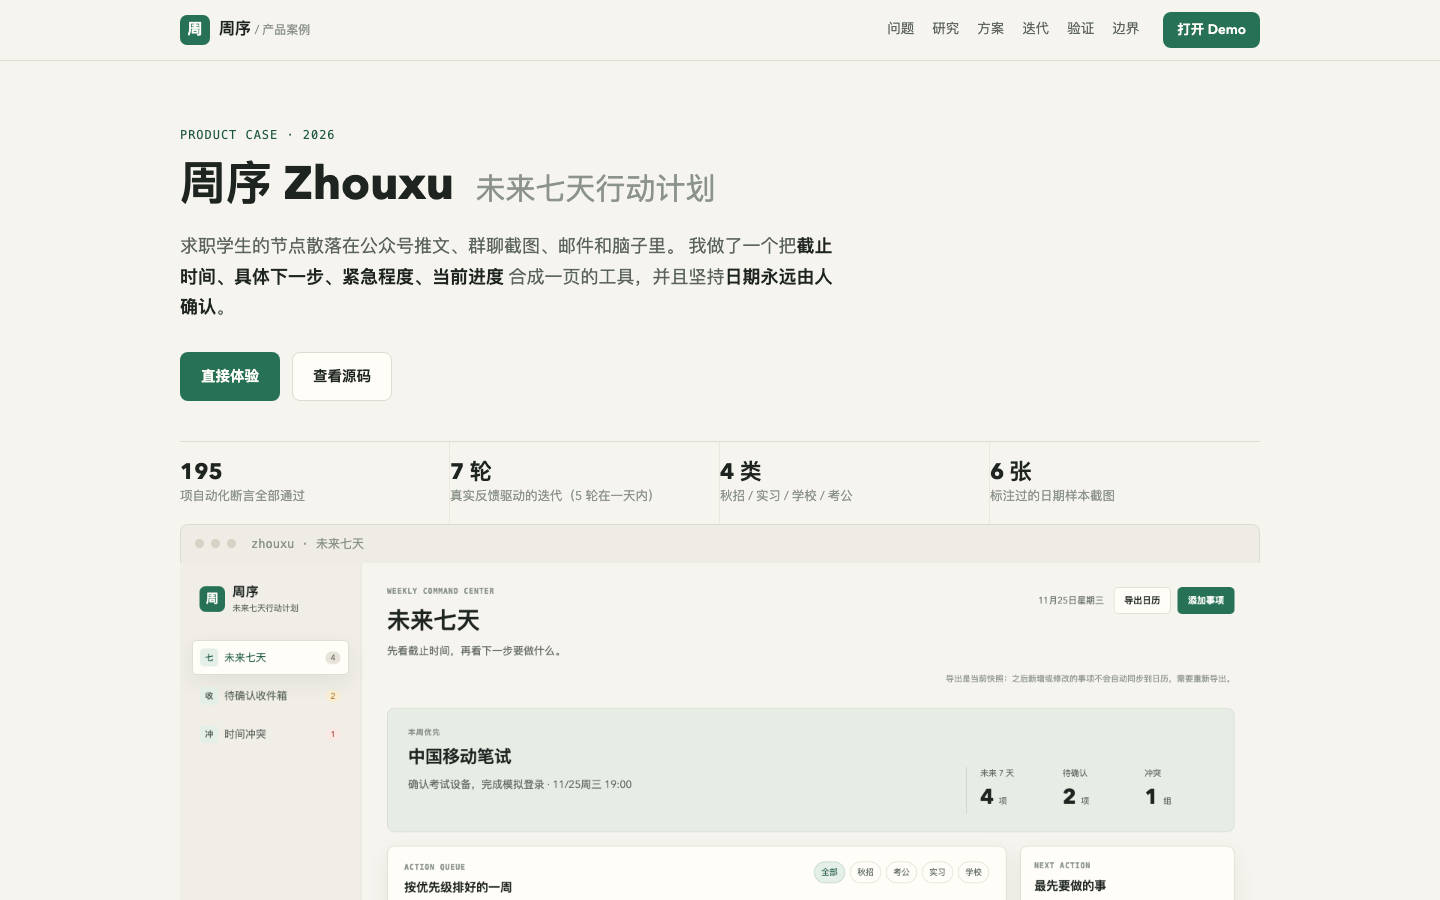 周 周序 / 产品案例
问题 研究 方案 迭代 验证 边界 打开 Demo
PRODUCT CASE · 2026
周序 Zhouxu 未来七天行动计划
求职学生的节点散落在公众号推文、群聊截图、邮件和脑子里。 我做了一个把截止
时间、具体下一步、紧急程度、当前进度 合成一页的工具，并且坚持日期永远由人
确认。
直接体验 查看源码
195 7 轮 4 类 6 张
项自动化断言全部通过 真实反馈驱动的迭代（5 轮在一天内） 秋招 / 实习 / 学校 / 考公 标注过的日期样本截图
zhouxu · 未来七天
周 周序
未来七天行动计划
七 未来七天 4
收 待确认收件箱 2
冲 时间冲突 1
WEEKLY COMMAND CENTER
未来七天
先看截止时间，再看下一步要做什么。
11月25日星期三 导出日历 添加事项
导出是当前快照：之后新增或修改的事项不会自动同步到日历，需要重新导出。
本周优先
中国移动笔试
确认考试设备，完成模拟登录 · 11/25周三 19:00
未来 7 天 待确认 冲突
4 项 2 项 1 组
ACTION QUEUE
按优先级排好的一周
全部 秋招 考公 实习 学校
NEXT ACTION
最先要做的事